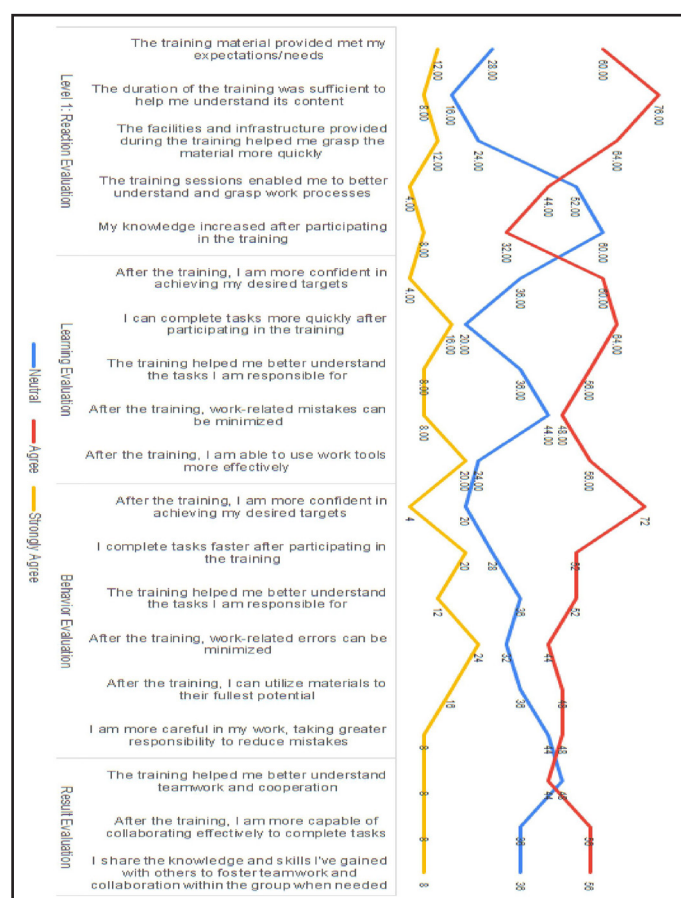 The training material provided met my
expectations/needs
12.00
28.00
60.00
The duration of the training was sufficient to
help me understand its content
8.00
16.00
76.00
The facilities and infrastructure provided
during the training helped me grasp the
material more quickly
12.00
24.00
64.00
The training sessions enabled me to better
understand and grasp work processes
4.00
44.00
52.00
My knowledge increased after participating
in the training
8.00
32.00
60.00
Level 1: Reaction Evaluation
After the training, I am more confident in
achieving my desired targets
4.00
36.00
60.00
I can complete tasks more quickly after
participating in the training
16.00
20.00
64.00
The training helped me better understand
the tasks I am responsible for
8.00
36.00
56.00
After the training, work-related mistakes can
be minimized
8.00
44.00
48.00
After the training, I am able to use work tools
more effectively
20.00
24.00
56.00
Learning Evaluation
After the training, I am more confident in
achieving my desired targets
4
20
72
I complete tasks faster after participating in
the training
20
28
52
The training helped me better understand
the tasks I am responsible for
12
36
52
After the training, work-related errors can be
minimized
24
32
44
After the training, I can utilize materials to
their fullest potential
16
36
48
I am more careful in my work, taking greater
responsibility to reduce mistakes
8
44
48
Behavior Evaluation
The training helped me better understand
teamwork and cooperation
8
44
48
After the training, I am more capable of
collaborating effectively to complete tasks
8
36
56
I share the knowledge and skills I've gained
with others to foster teamwork and
collaboration within the group when needed
8
36
56
Result Evaluation
Neutral
Agree
Strongly Agree